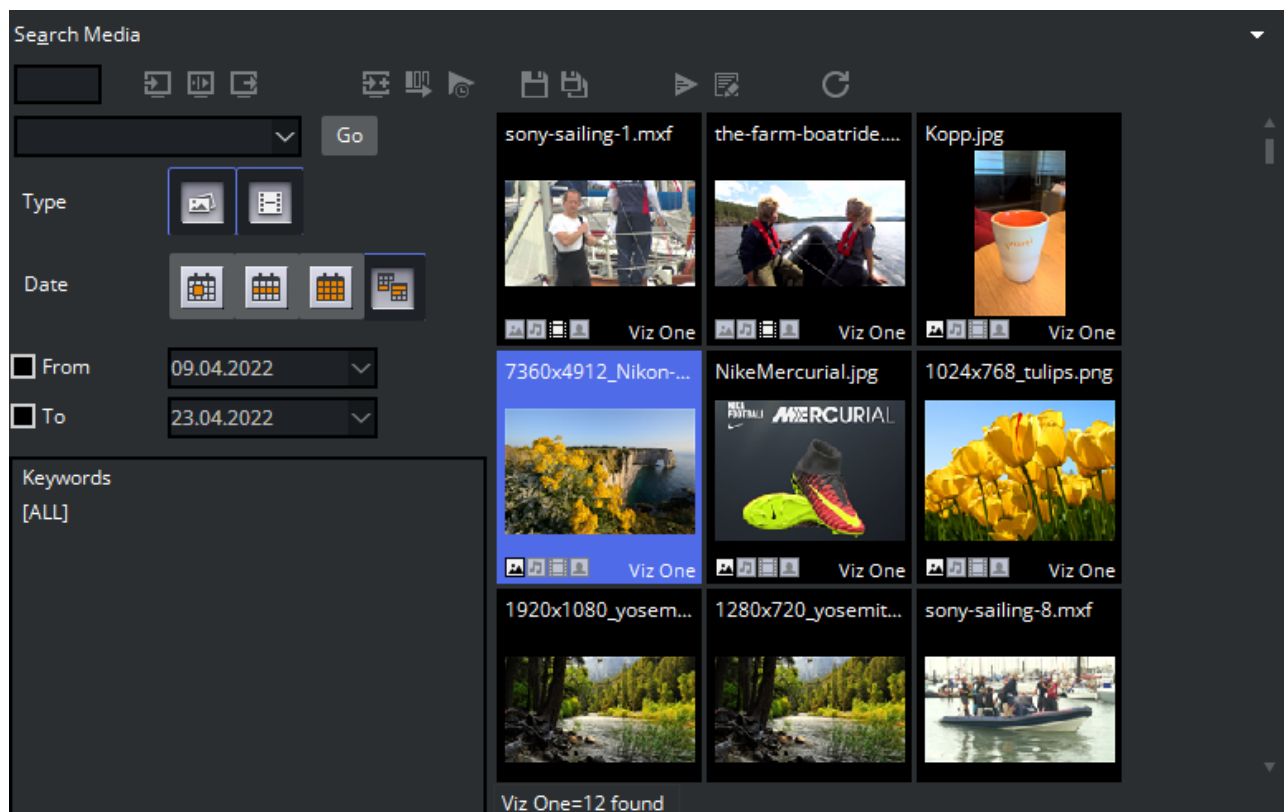 Search Media
Go
Type
Date
From 09.04.2022
To 23.04.2022
Keywords
[ALL]
sony-sailing-1.mxf
the-farm-boatride....
Kopp.jpg
Viz One
Viz One
Viz One
7360x4912_Nikon-...
NikeMercurial.jpg
1024x768_tulips.png
NIKE
FOOTBALL
MERCURIAL
Viz One
Viz One
Viz One
1920x1080_yosem...
1280x720_yosemit...
sony-sailing-8.mxf
Viz One=12 found